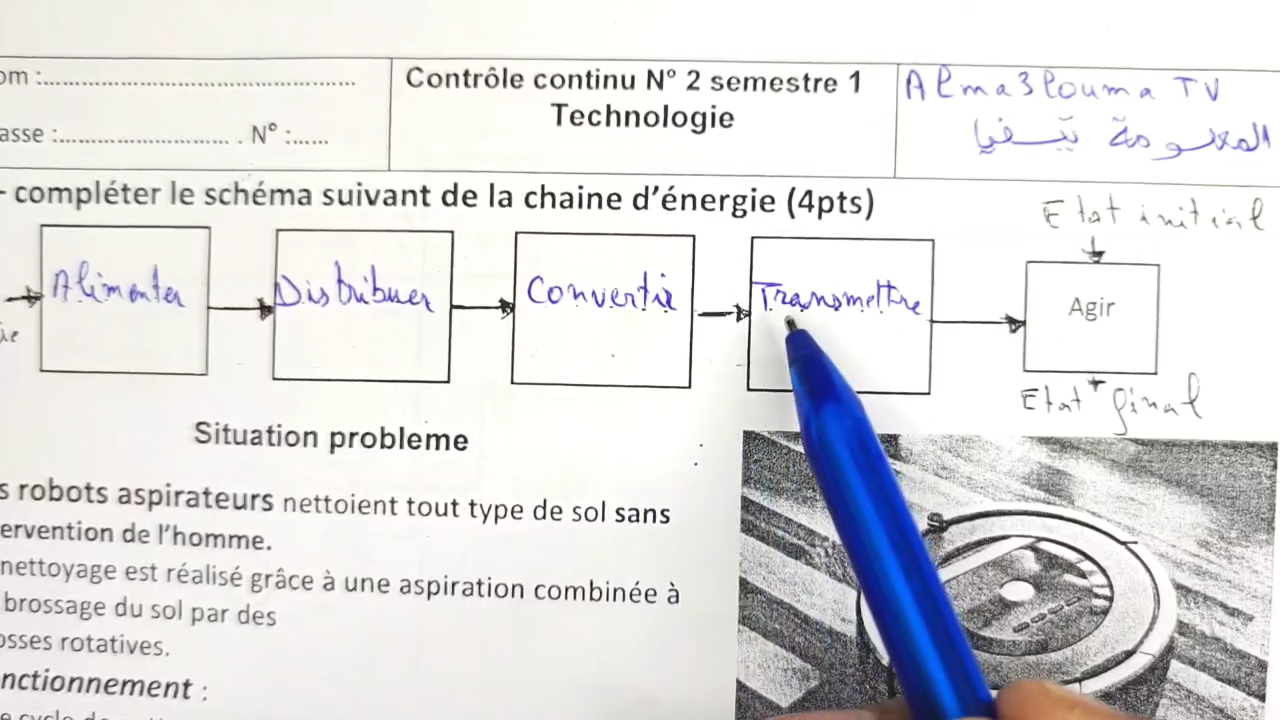 om :....................................................
asse :............................ . N° :......
Contrôle continu N° 2 semestre 1
Technologie
Alma3louma TV
المعلومة تيفيا
- compléter le schéma suivant de la chaine d'énergie (4pts)
Etat initial
Alimenter
Distribuer
Convertir
Transmettre
Agir
Etat final
Situation probleme
s robots aspirateurs nettoient tout type de sol sans
ervention de l'homme.
nettoyage est réalisé grâce à une aspiration combinée à
brossage du sol par des
osses rotatives.
nctionnement :